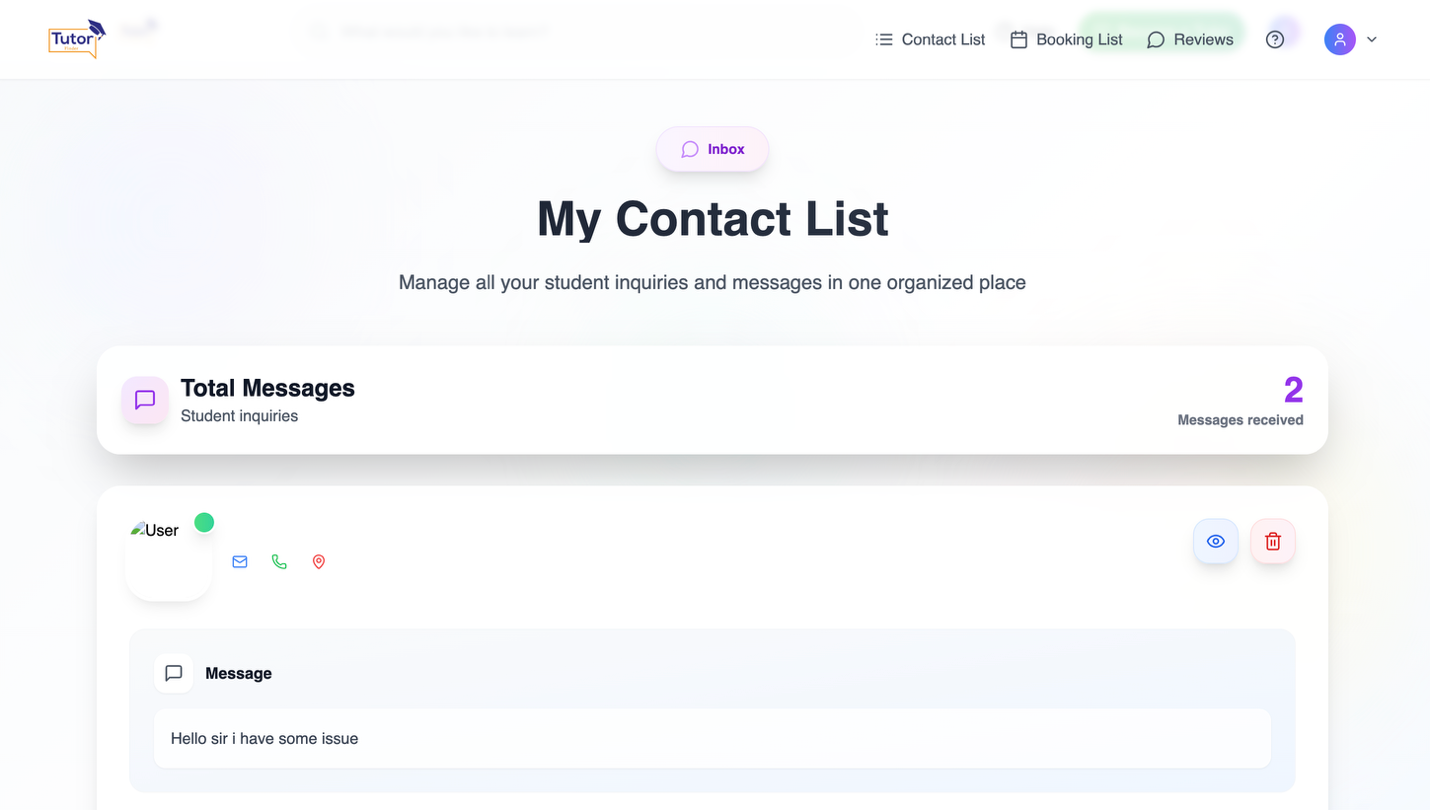 Tutor
Contact List
Booking List
Reviews
Inbox
My Contact List
Manage all your student inquiries and messages in one organized place
Total Messages
Student inquiries
2
Messages received
User
Message
Hello sir i have some issue